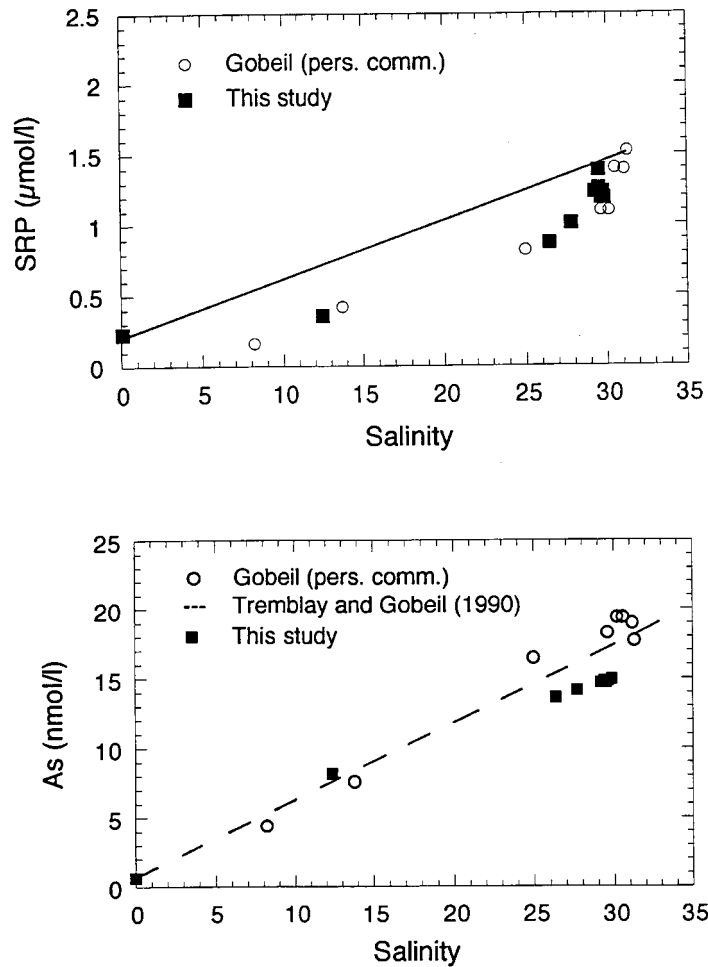 2.5
2
1.5
1
0.5
0
SRP (µmol/l)
Gobeil (pers. comm.)
This study
0 5 10 15 20 25 30 35
Salinity
25
20
15
10
5
0
As (nmol/l)
Gobeil (pers. comm.)
Tremblay and Gobeil (1990)
This study
0 5 10 15 20 25 30 35
Salinity